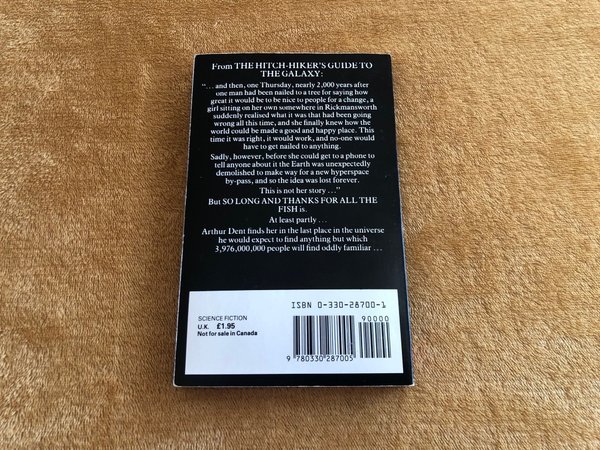 From THE HITCH-HIKER'S GUIDE TO
THE GALAXY:
“... and then, one Thursday, nearly 2,000 years after
one man had been nailed to a tree for saying how
great it would be to be nice to people for a change, a
girl sitting on her own somewhere in Rickmansworth
suddenly realised what it was that had been going
wrong all this time, and she finally knew how the
world could be made a good and happy place. This
time it was right, it would work, and no-one would
have to get nailed to anything.
Sadly, however, before she could get to a phone to
tell anyone about it the Earth was unexpectedly
demolished to make way for a new hyperspace
by-pass, and so the idea was lost forever.
This is not her story ...”
But SO LONG AND THANKS FOR ALL THE
FISH is.
At least partly ...
Arthur Dent finds her in the last place in the universe
he would expect to find anything but which
3,976,000,000 people will find oddly familiar ...
ISBN 0-330-28700-1
SCIENCE FICTION
U.K. £1.95
Not for sale in Canada
90000
9 780330 287005